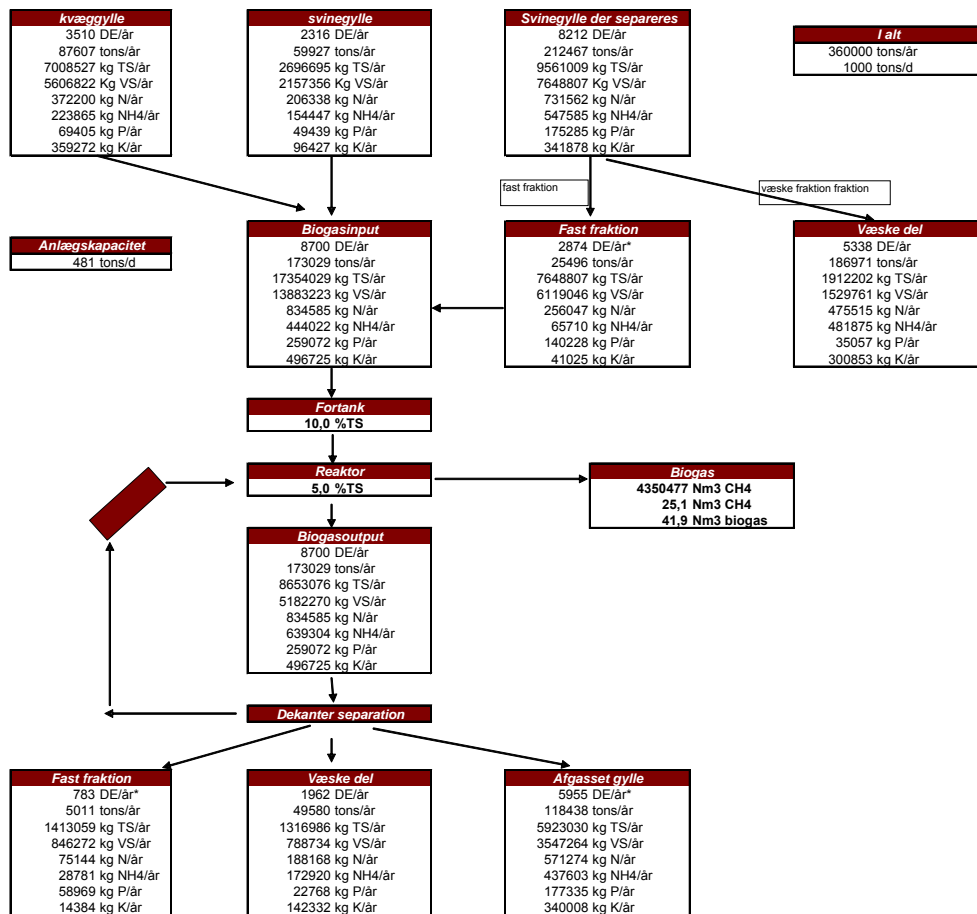 kvæggylle
3510 DE/år
87607 tons/år
7008527 kg TS/år
5606822 Kg VS/år
372200 kg N/år
223865 kg NH4/år
69405 kg P/år
359272 kg K/år
svinegylle
2316 DE/år
59927 tons/år
2696695 kg TS/år
2157356 Kg VS/år
206338 kg N/år
154447 kg NH4/år
49439 kg P/år
96427 kg K/år
Svinegylle der separeres
8212 DE/år
212467 tons/år
9561009 kg TS/år
7648807 Kg VS/år
731562 kg N/år
547585 kg NH4/år
175285 kg P/år
341878 kg K/år
I alt
360000 tons/år
1000 tons/d
fast fraktion
væske fraktion fraktion
Anlægskapacitet
481 tons/d
Biogasinput
8700 DE/år
173029 tons/år
17354029 kg TS/år
13883223 kg VS/år
834585 kg N/år
444022 kg NH4/år
259072 kg P/år
496725 kg K/år
Fast fraktion
2874 DE/år*
25496 tons/år
7648807 kg TS/år
6119046 kg VS/år
256047 kg N/år
65710 kg NH4/år
140228 kg P/år
41025 kg K/år
Væske del
5338 DE/år
186971 tons/år
1912202 kg TS/år
1529761 kg VS/år
475515 kg N/år
481875 kg NH4/år
35057 kg P/år
300853 kg K/år
Fortank
10,0 %TS
Reaktor
5,0 %TS
Biogas
4350477 Nm3 CH4
25,1 Nm3 CH4
41,9 Nm3 biogas
Biogasoutput
8700 DE/år
173029 tons/år
8653076 kg TS/år
5182270 kg VS/år
834585 kg N/år
639304 kg NH4/år
259072 kg P/år
496725 kg K/år
Dekanter separation
Fast fraktion
783 DE/år*
5011 tons/år
1413059 kg TS/år
846272 kg VS/år
75144 kg N/år
28781 kg NH4/år
58969 kg P/år
14384 kg K/år
Væske del
1962 DE/år
49580 tons/år
1316986 kg TS/år
788734 kg VS/år
188168 kg N/år
172920 kg NH4/år
22768 kg P/år
142332 kg K/år
Afgasset gylle
5955 DE/år*
118438 tons/år
5923030 kg TS/år
3547264 kg VS/år
571274 kg N/år
437603 kg NH4/år
177335 kg P/år
340008 kg K/år